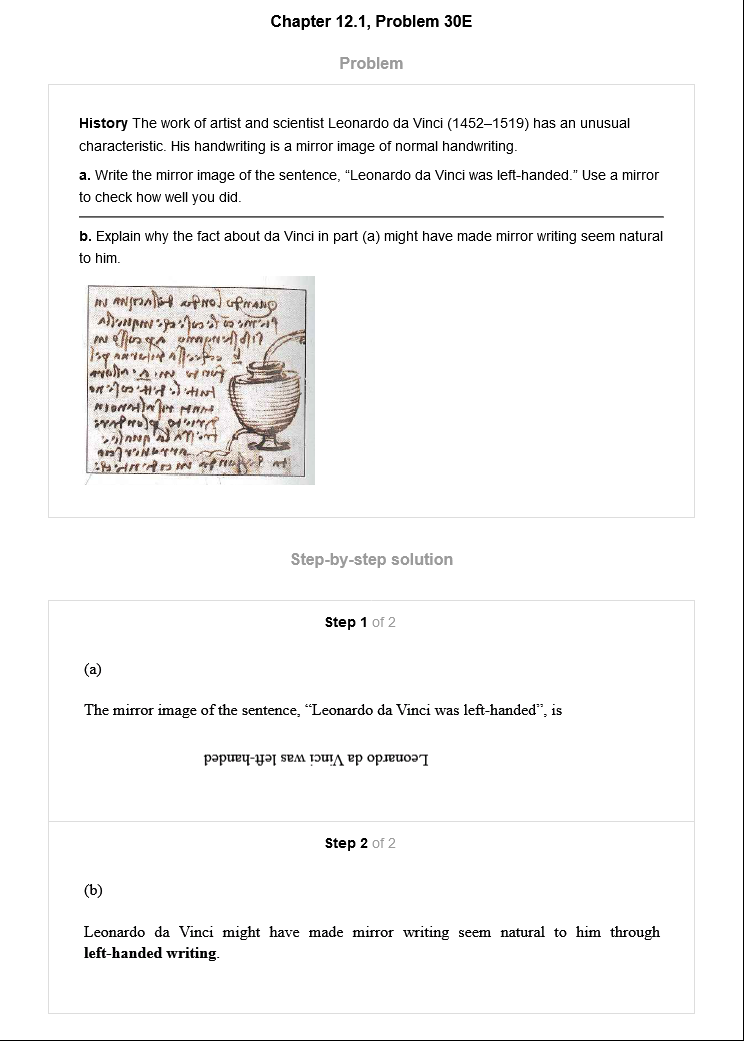 Chapter 12.1, Problem 30E
Problem
History The work of artist and scientist Leonardo da Vinci (1452–1519) has an unusual
characteristic. His handwriting is a mirror image of normal handwriting.
a. Write the mirror image of the sentence, “Leonardo da Vinci was left-handed.” Use a mirror
to check how well you did.
b. Explain why the fact about da Vinci in part (a) might have made mirror writing seem natural
to him.
Step-by-step solution
Step 1 of 2
(a)
The mirror image of the sentence, “Leonardo da Vinci was left-handed”, is
Leonardo da Vinci was left-handed
Step 2 of 2
(b)
Leonardo da Vinci might have made mirror writing seem natural to him through
left-handed writing.